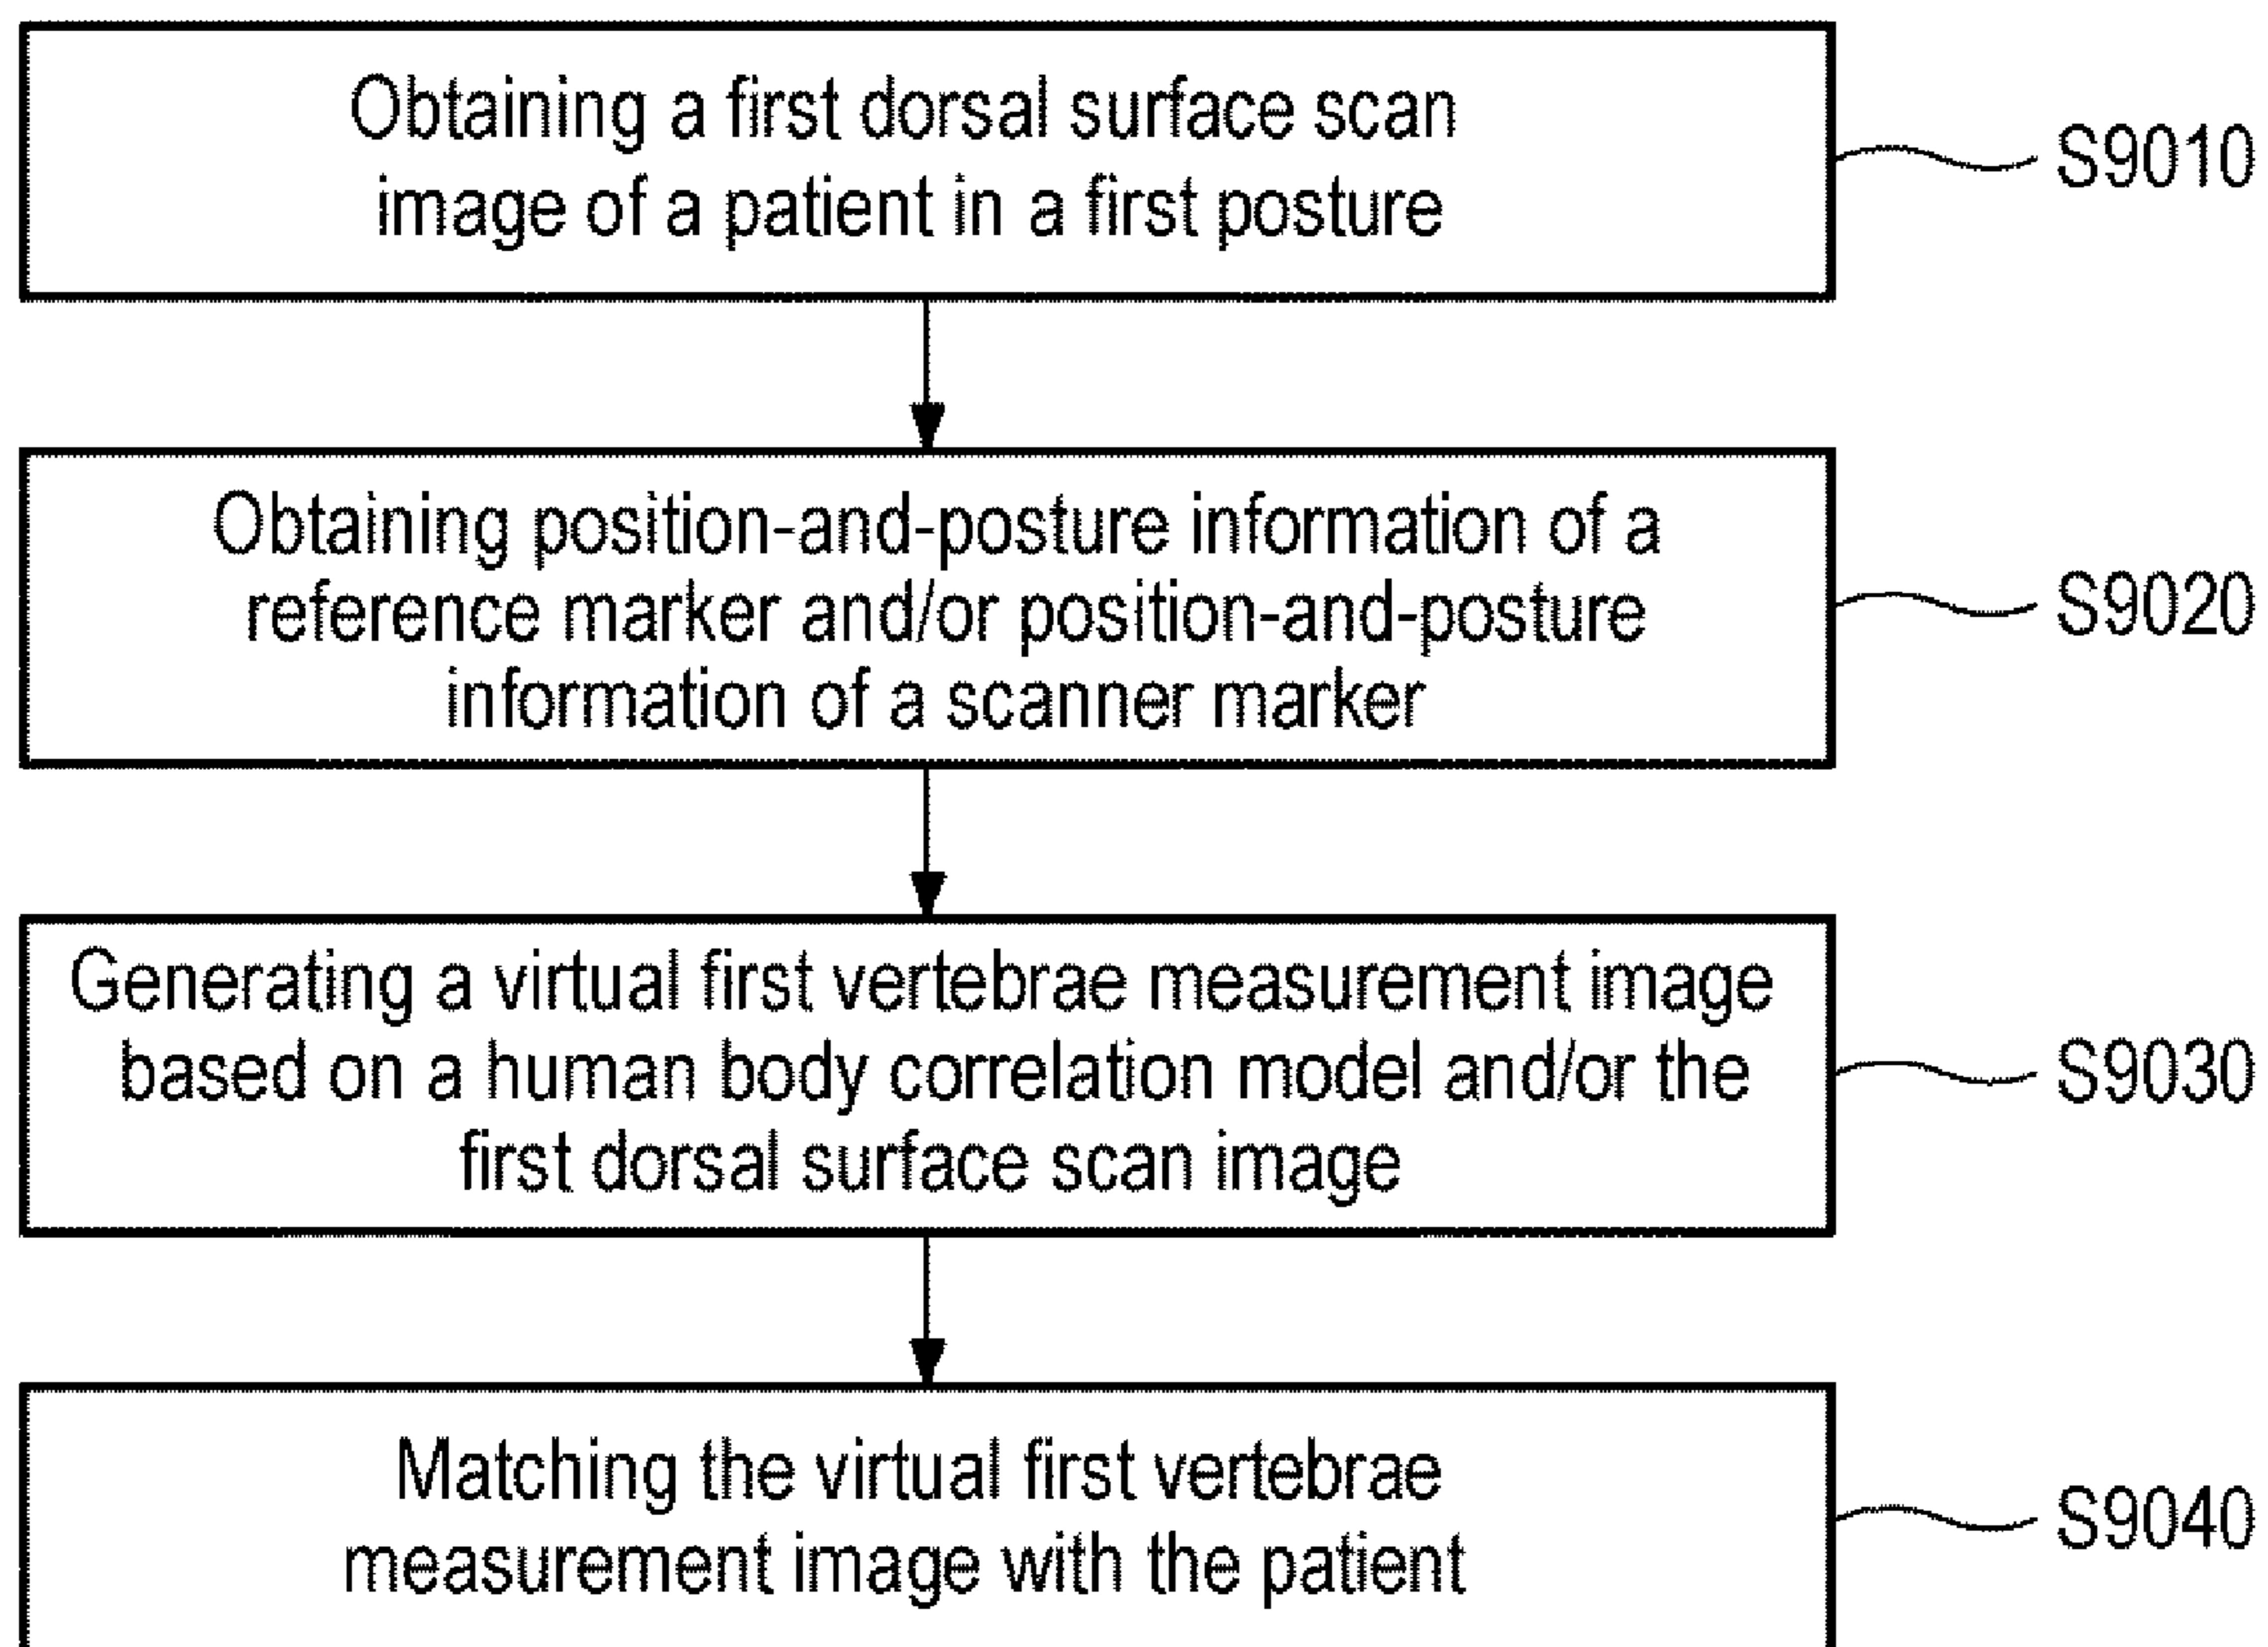 Obtaining a first dorsal surface scan
image of a patient in a first posture
S9010
Obtaining position-and-posture information of a
reference marker and/or position-and-posture
information of a scanner marker
S9020
Generating a virtual first vertebrae measurement image
based on a human body correlation model and/or the
first dorsal surface scan image
S9030
Matching the virtual first vertebrae
measurement image with the patient
S9040